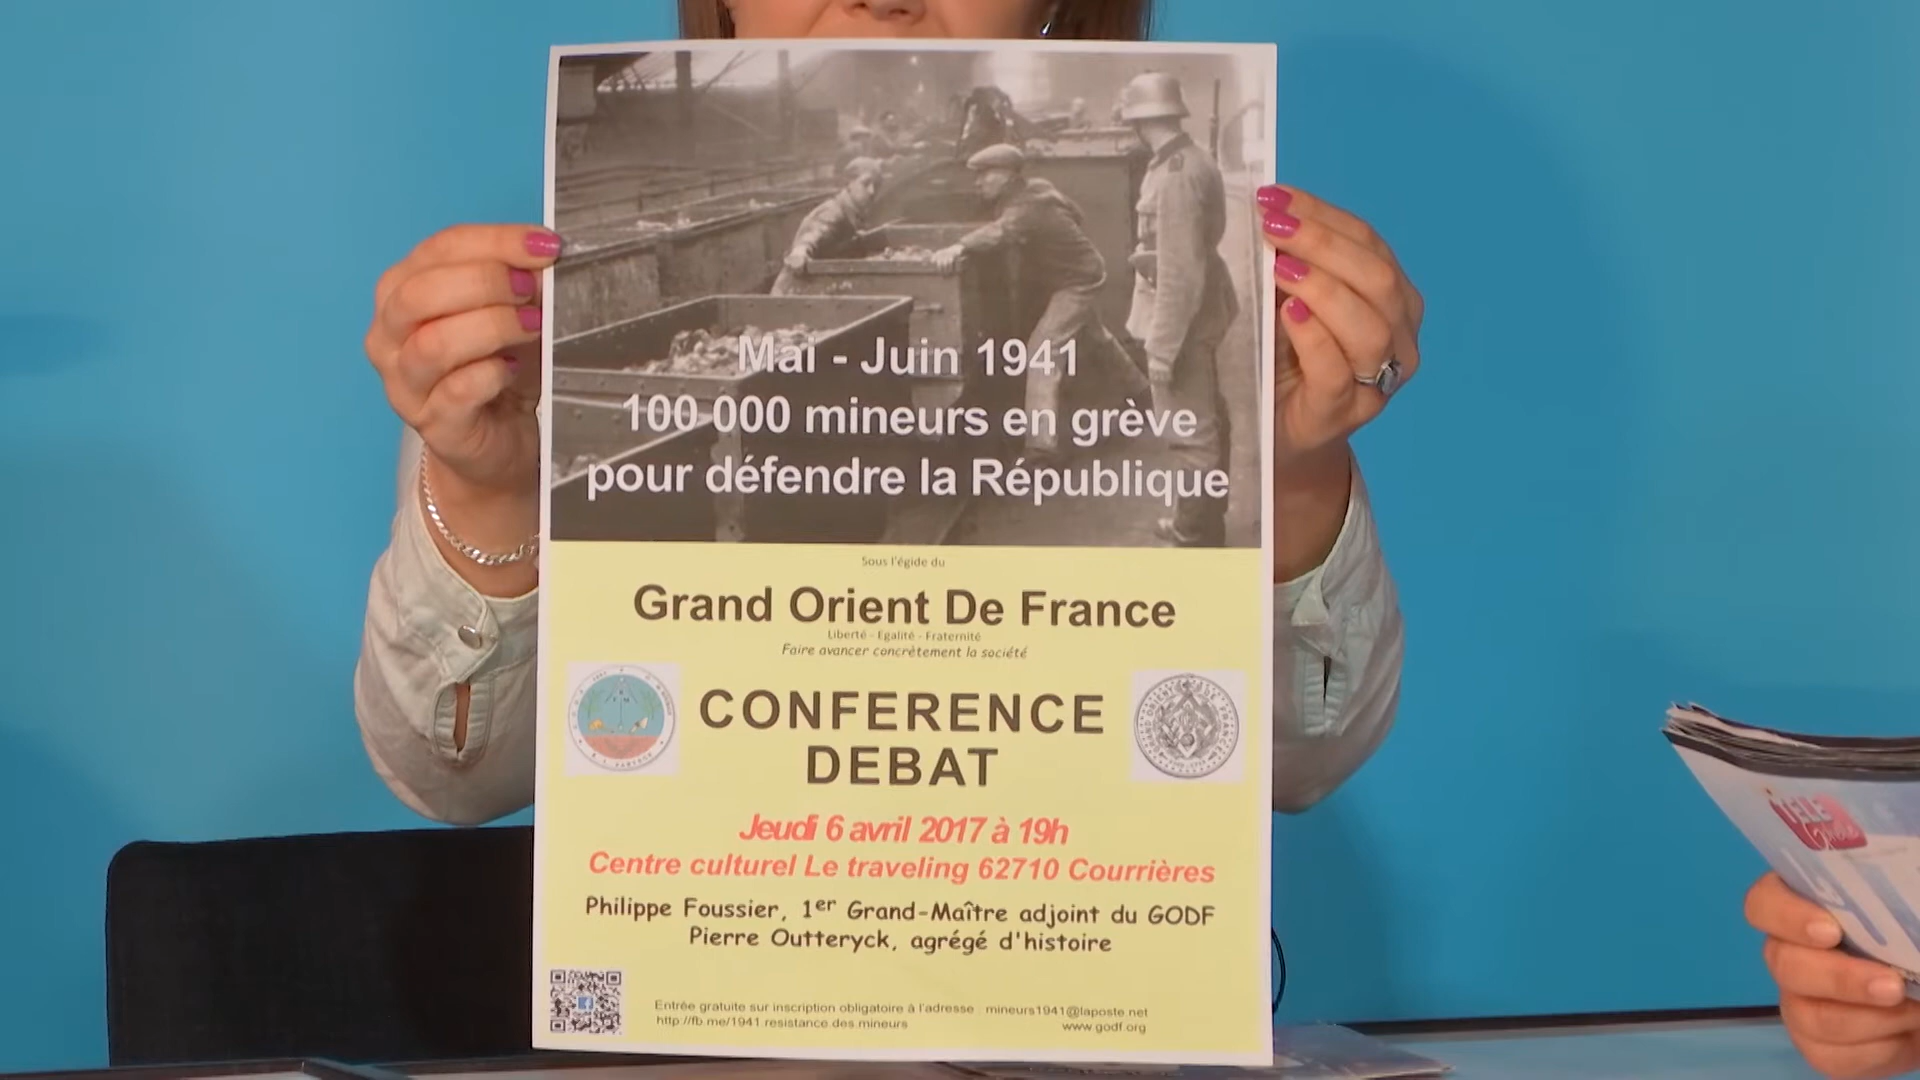 Mai - Juin 1941
100 000 mineurs en grève
pour défendre la République
Sous l'égide du
Grand Orient De France
Liberté - Egalité - Fraternité
Faire avancer concrètement la société
CONFERENCE
DEBAT
Jeudi 6 avril 2017 à 19h
Centre culturel Le traveling 62710 Courrières
Philippe Foussier, 1er Grand-Maître adjoint du GODF
Pierre Outteryck, agrégé d'histoire
Entrée gratuite sur inscription obligatoire à l'adresse : mineurs1941@laposte.net
http://fb.me/1941.resistance.des.mineurs
www.godf.org
TELE